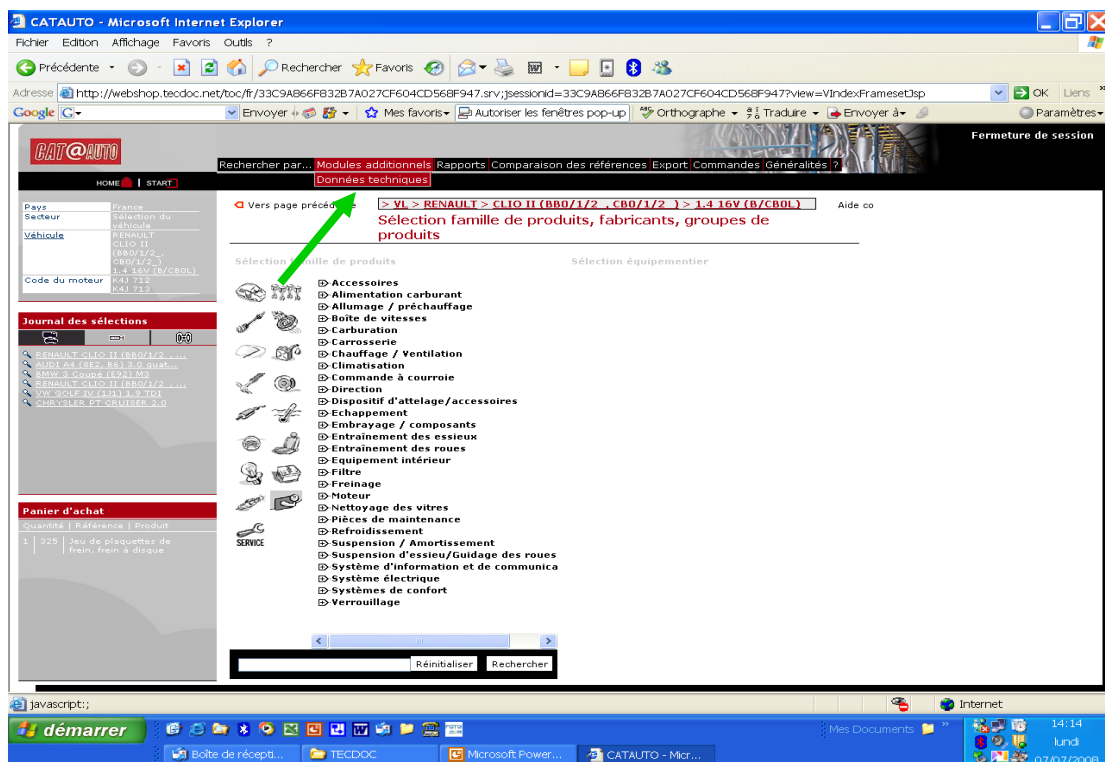 CATAUTO - Microsoft Internet Explorer
Fichier Edition Affichage Favoris Outils ?
Précédente Rechercher Favoris
Adresse http://webshop.tecdoc.net/toc/fr/33C9AB66F832B7A027CF604CD568F947.srv;jsessionid=33C9AB66F832B7A027CF604CD568F947?view=VIndexFramesetJsp OK Liens »
Google G Envoyer Mes favoris Autoriser les fenêtres pop-up Orthographe Traduire Envoyer à Paramètres
CAT@AUTO
Fermeture de session
Rechercher par... Modules additionnels Rapports Comparaison des références Export Commandes Généralités ?
HOME | START
Données techniques
Pays France
Secteur Sélection du
véhicule
Véhicule RENAULT
CLIO II
(BB0/1/2_,
CB0/1/2_)
1.4 16V (B/CB0L)
Code du moteur K4J 712
K4J 713
Vers page précédente > VL > RENAULT > CLIO II (BB0/1/2_, CB0/1/2_) > 1.4 16V (B/CB0L) Aide co
Sélection famille de produits, fabricants, groupes de
produits
Sélection famille de produits Sélection équipementier
Journal des sélections
RENAULT CLIO II (BB0/1/2_, ...
AUDI A4 (8E2, B6) 3.0 quat...
BMW 3 Coupé (E92) M3
RENAULT CLIO II (BB0/1/2_, ...
VW GOLF IV (1J1) 1.9 TDI
CHRYSLER PT CRUISER 2.0
Accessoires
Alimentation carburant
Allumage / préchauffage
Boîte de vitesses
Carburation
Carrosserie
Chauffage / Ventilation
Climatisation
Commande à courroie
Direction
Dispositif d'attelage/accessoires
Echappement
Embrayage / composants
Entraînement des essieux
Entraînement des roues
Equipement intérieur
Filtre
Freinage
Moteur
Nettoyage des vitres
Pièces de maintenance
Refroidissement
Suspension / Amortissement
Suspension d'essieu/Guidage des roues
Système d'information et de communica
Système électrique
Systèmes de confort
Verrouillage
SERVICE
Panier d'achat
Quantité | Référence | Produit
1 | 325 | Jeu de plaquettes de
frein, frein à disque
Réinitialiser Rechercher
javascript:; Internet
démarrer Mes Documents » 14:14
Boîte de récepti... TECDOC Microsoft Power... CATAUTO - Micr... lundi
07/07/2008